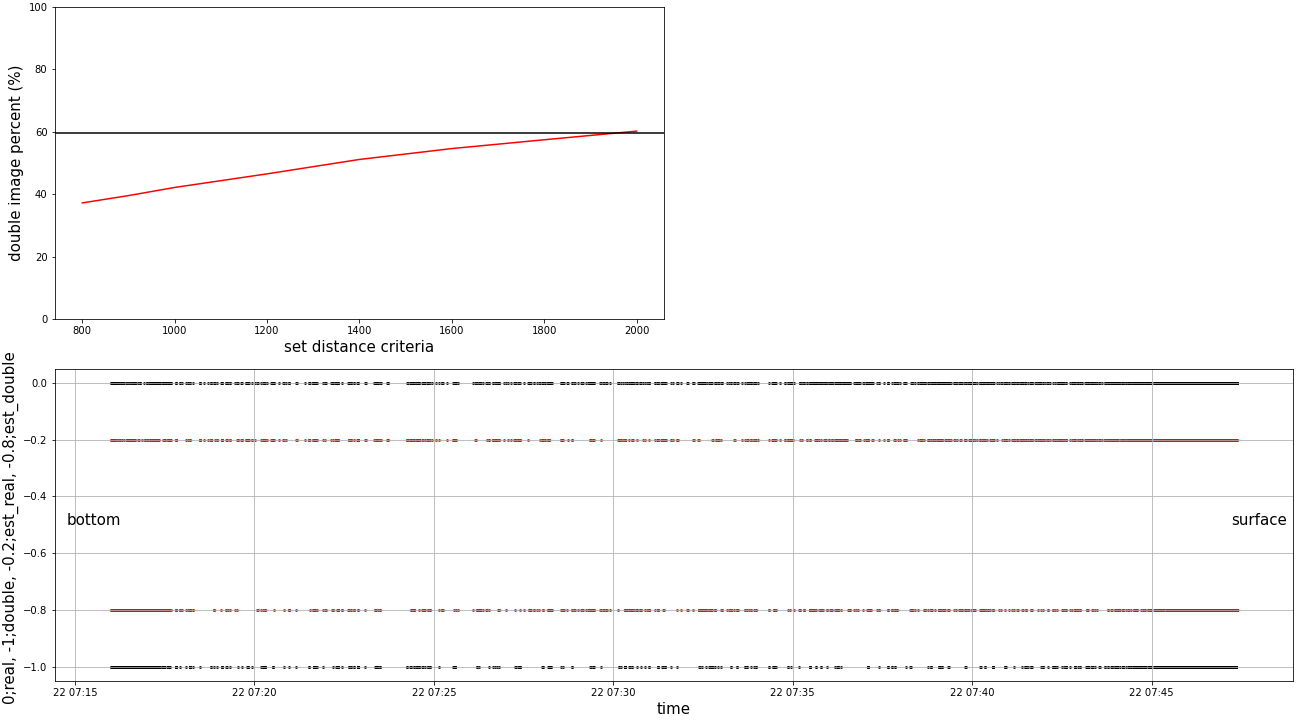 100
80
60
40
20
0
double image percent (%)
800 1000 1200 1400 1600 1800 2000
set distance criteria
0;real, -1;double, -0.2;est_real, -0.8;est_double
0.0
−0.2
−0.4
bottom surface
−0.6
−0.8
−1.0
22 07:15 22 07:20 22 07:25 22 07:30 22 07:35 22 07:40 22 07:45
time